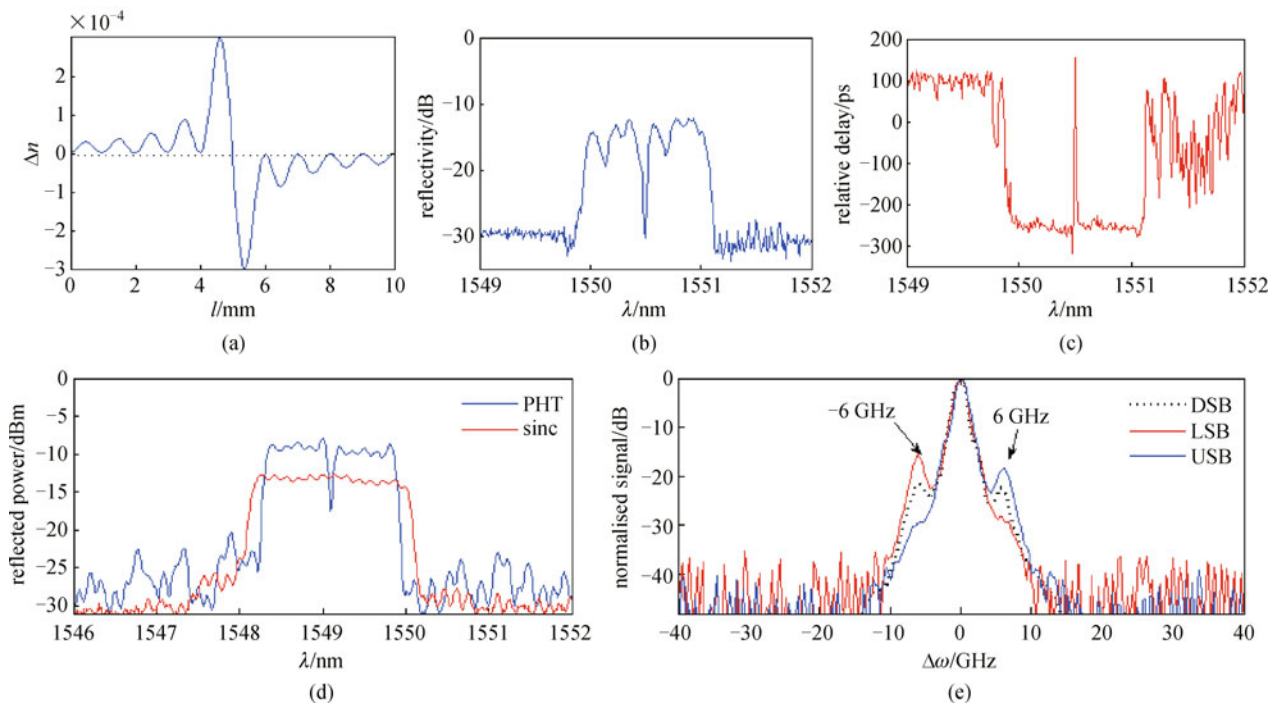 ×10⁻⁴
2
1
0
−1
−2
−3
Δn
0 2 4 6 8 10
l/mm
(a)
0
−10
−20
−30
reflectivity/dB
1549 1550 1551 1552
λ/nm
(b)
200
100
0
−100
−200
−300
relative delay/ps
1549 1550 1551 1552
λ/nm
(c)
0
−5
−10
−15
−20
−25
−30
reflected power/dBm
PHT
sinc
1546 1547 1548 1549 1550 1551 1552
λ/nm
(d)
0
−10
−20
−30
−40
normalised signal/dB
−6 GHz
6 GHz
DSB
LSB
USB
−40 −30 −20 −10 0 10 20 30 40
Δω/GHz
(e)